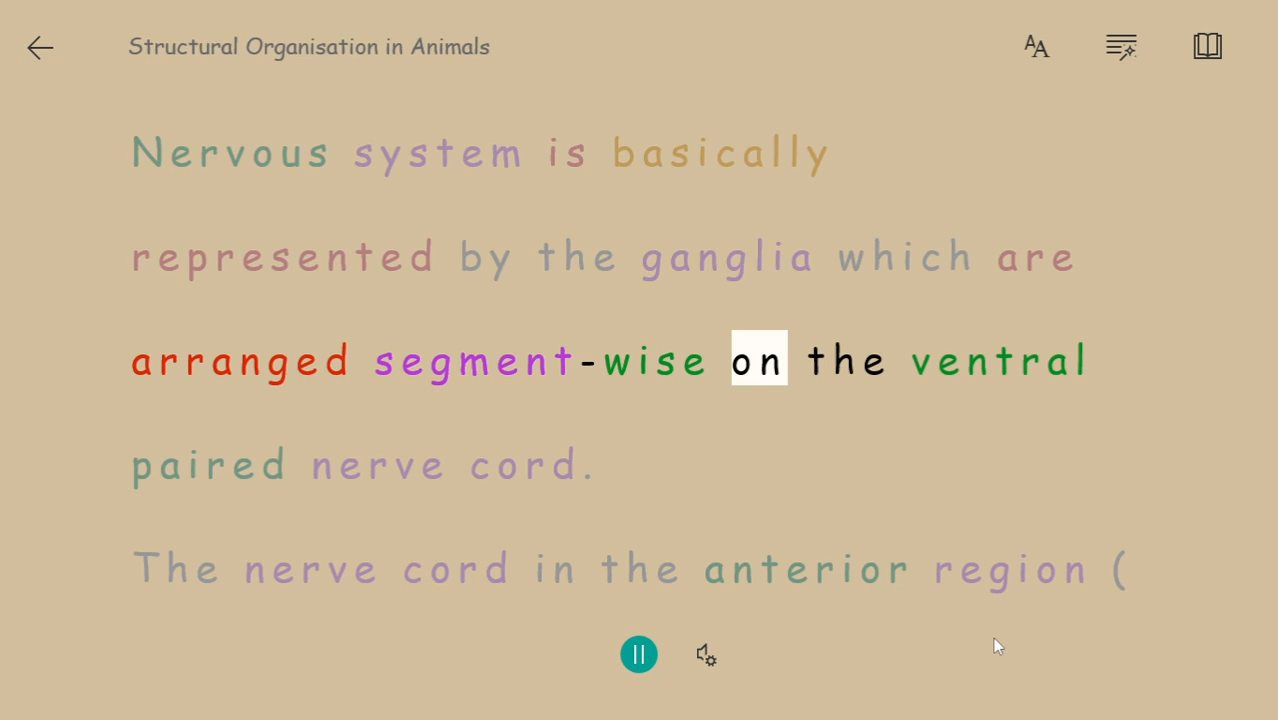 Structural Organisation in Animals
Nervous system is basically
represented by the ganglia which are
arranged segment-wise on the ventral
paired nerve cord.
The nerve cord in the anterior region (